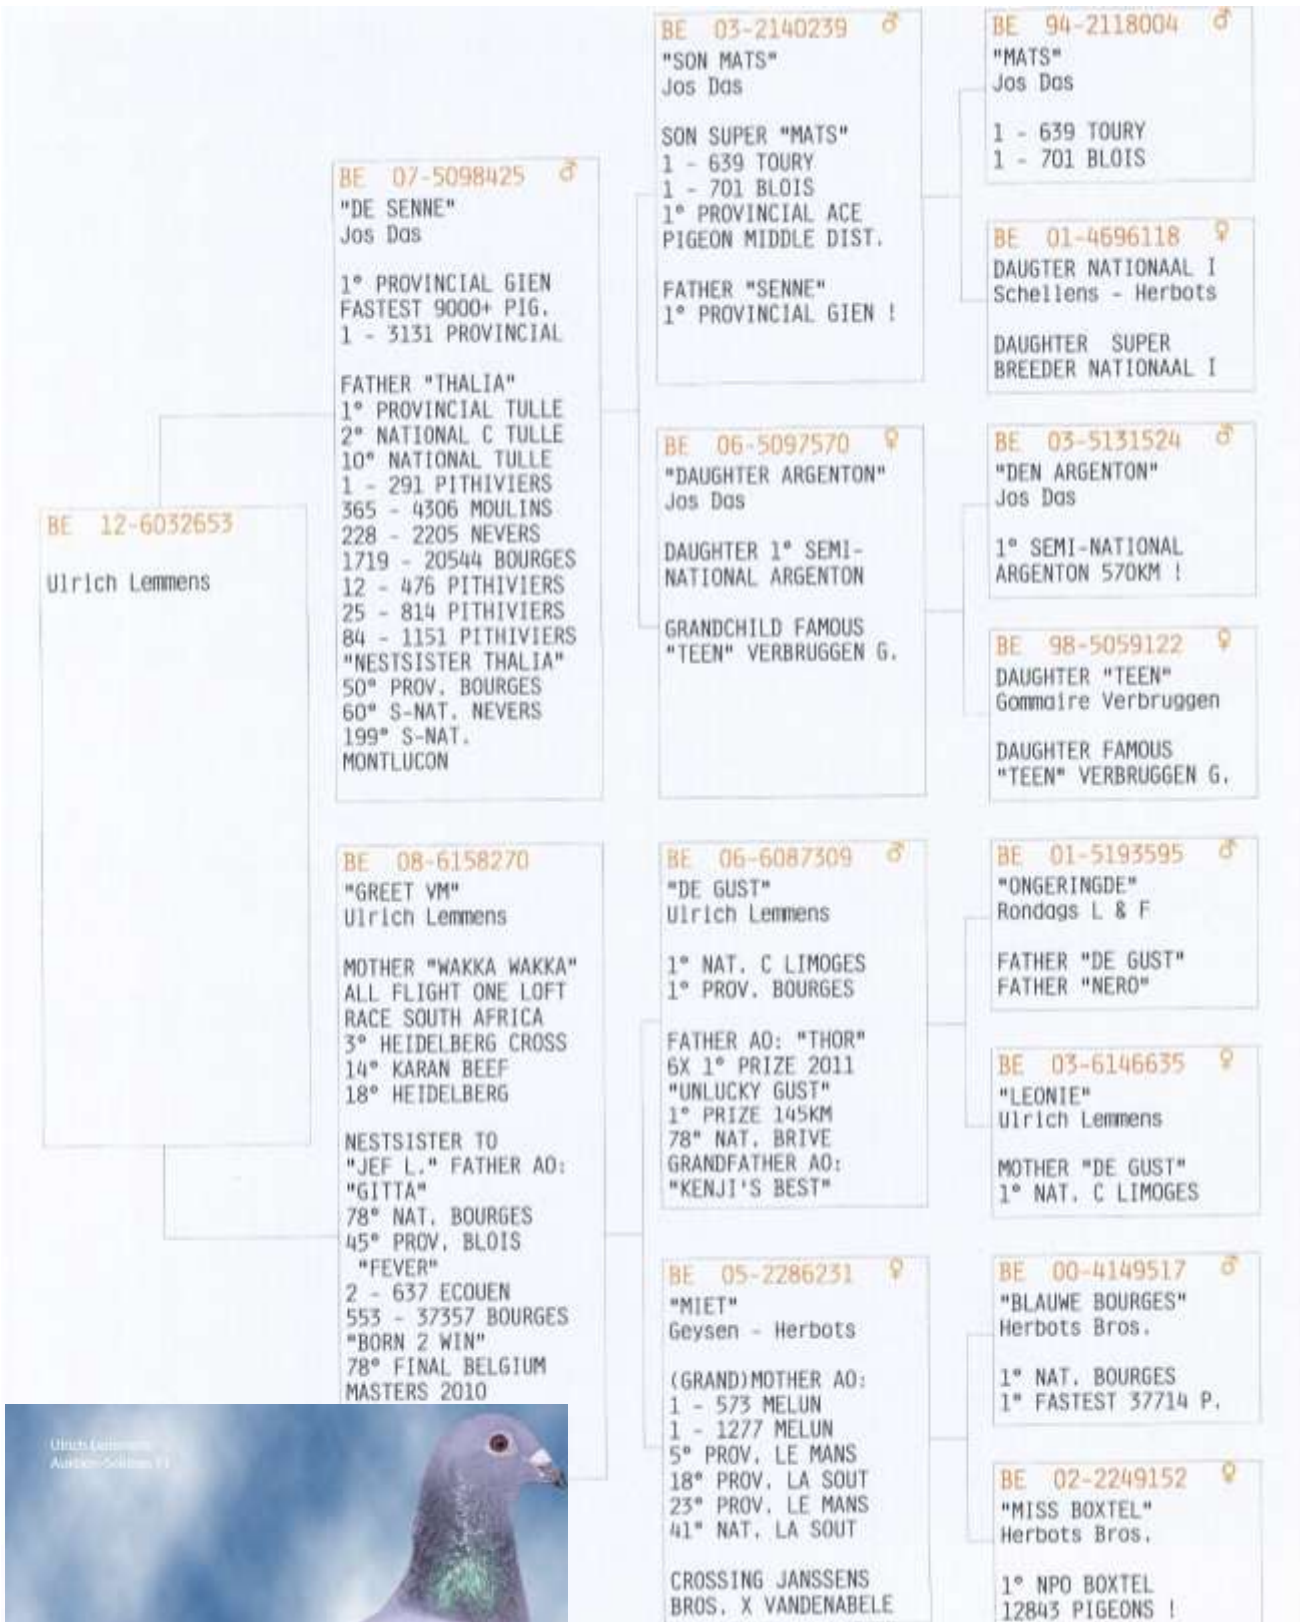 BE 12-6032653
Ulrich Lemmens
BE 07-5098425 ♂
"DE SENNE"
Jos Das
1° PROVINCIAL GIEN
FASTEST 9000+ PIG.
1 - 3131 PROVINCIAL
FATHER "THALIA"
1° PROVINCIAL TULLE
2° NATIONAL C TULLE
10° NATIONAL TULLE
1 - 291 PITHIVIERS
365 - 4306 MOULINS
228 - 2205 NEVERS
1719 - 20544 BOURGES
12 - 476 PITHIVIERS
25 - 814 PITHIVIERS
84 - 1151 PITHIVIERS
"NESTSISTER THALIA"
50° PROV. BOURGES
60° S-NAT. NEVERS
199° S-NAT.
MONTLUCON
BE 08-6158270
"GREET VM"
Ulrich Lemmens
MOTHER "WAKKA WAKKA"
ALL FLIGHT ONE LOFT
RACE SOUTH AFRICA
3° HEIDELBERG CROSS
14° KARAN BEEF
18° HEIDELBERG
NESTSISTER TO
"JEF L." FATHER AO:
"GITTA"
78° NAT. BOURGES
45° PROV. BLOIS
"FEVER"
2 - 637 ECOUEN
553 - 37357 BOURGES
"BORN 2 WIN"
78° FINAL BELGIUM
MASTERS 2010
BE 03-2140239 ♂
"SON MATS"
Jos Das
SON SUPER "MATS"
1 - 639 TOURY
1 - 701 BLOIS
1° PROVINCIAL ACE
PIGEON MIDDLE DIST.
FATHER "SENNE"
1° PROVINCIAL GIEN !
BE 06-5097570 ♀
"DAUGHTER ARGENTON"
Jos Das
DAUGHTER 1° SEMI-
NATIONAL ARGENTON
GRANDCHILD FAMOUS
"TEEN" VERBRUGGEN G.
BE 06-6087309 ♂
"DE GUST"
Ulrich Lemmens
1° NAT. C LIMOGES
1° PROV. BOURGES
FATHER AO: "THOR"
6X 1° PRIZE 2011
"UNLUCKY GUST"
1° PRIZE 145KM
78° NAT. BRIVE
GRANDFATHER AO:
"KENJI'S BEST"
BE 05-2286231 ♀
"MIET"
Geysen - Herbots
(GRAND)MOTHER AO:
1 - 573 MELUN
1 - 1277 MELUN
5° PROV. LE MANS
18° PROV. LA SOUT
23° PROV. LE MANS
41° NAT. LA SOUT
CROSSING JANSSENS
BROS. X VANDENABELE
BE 94-2118004 ♂
"MATS"
Jos Das
1 - 639 TOURY
1 - 701 BLOIS
BE 01-4696118 ♀
DAUGTER NATIONAAL I
Schellens - Herbots
DAUGHTER SUPER
BREEDER NATIONAAL I
BE 03-5131524 ♂
"DEN ARGENTON"
Jos Das
1° SEMI-NATIONAL
ARGENTON 570KM !
BE 98-5059122 ♀
DAUGHTER "TEEN"
Gommaire Verbruggen
DAUGHTER FAMOUS
"TEEN" VERBRUGGEN G.
BE 01-5193595 ♂
"ONGERINGDE"
Rondags L & F
FATHER "DE GUST"
FATHER "NERO"
BE 03-6146635 ♀
"LEONIE"
Ulrich Lemmens
MOTHER "DE GUST"
1° NAT. C LIMOGES
BE 00-4149517 ♂
"BLAUWE BOURGES"
Herbots Bros.
1° NAT. BOURGES
1° FASTEST 37714 P.
BE 02-2249152 ♀
"MISS BOXTEL"
Herbots Bros.
1° NPO BOXTEL
12843 PIGEONS !
Ulrich Lemmens